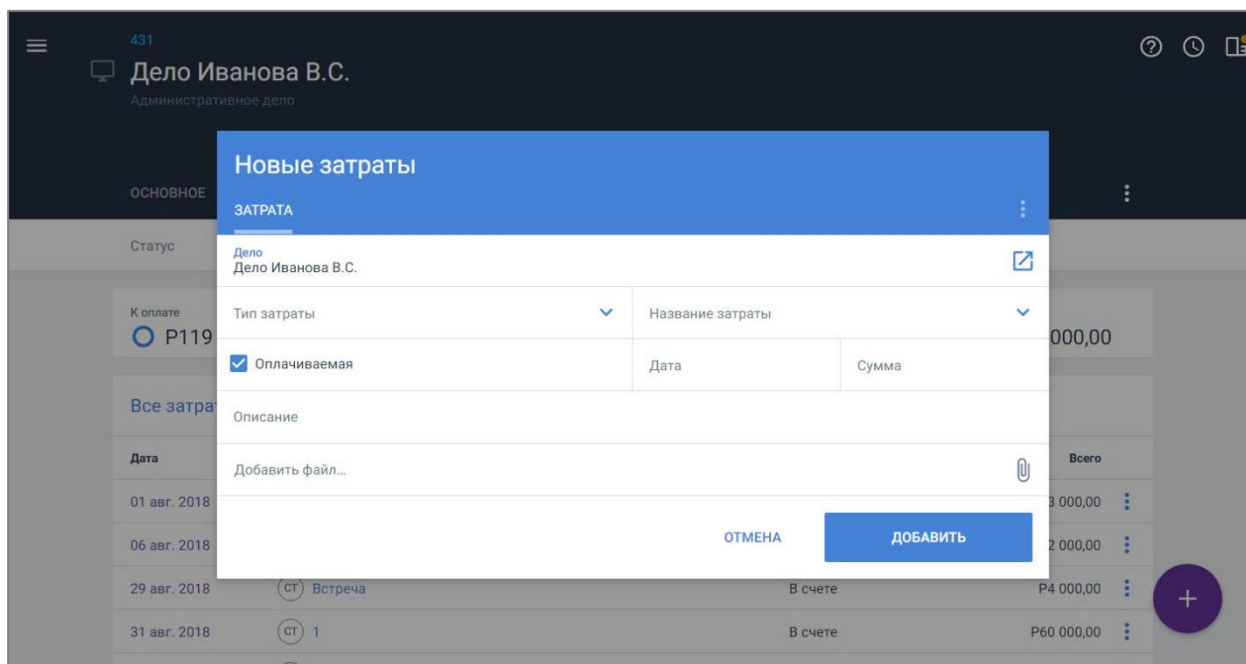 431
Дело Иванова В.С.
Административное дело
Новые затраты
ОСНОВНОЕ
ЗАТРАТА
Статус
Дело
Дело Иванова В.С.
К оплате
Тип затраты Название затраты
Р119 000,00
Оплачиваемая Дата Сумма
Все затра
Описание
Дата Всего
Добавить файл...
01 авг. 2018 3 000,00
ОТМЕНА ДОБАВИТЬ
06 авг. 2018 2 000,00
29 авг. 2018 СТ Встреча В счете Р4 000,00
31 авг. 2018 СТ 1 В счете Р60 000,00